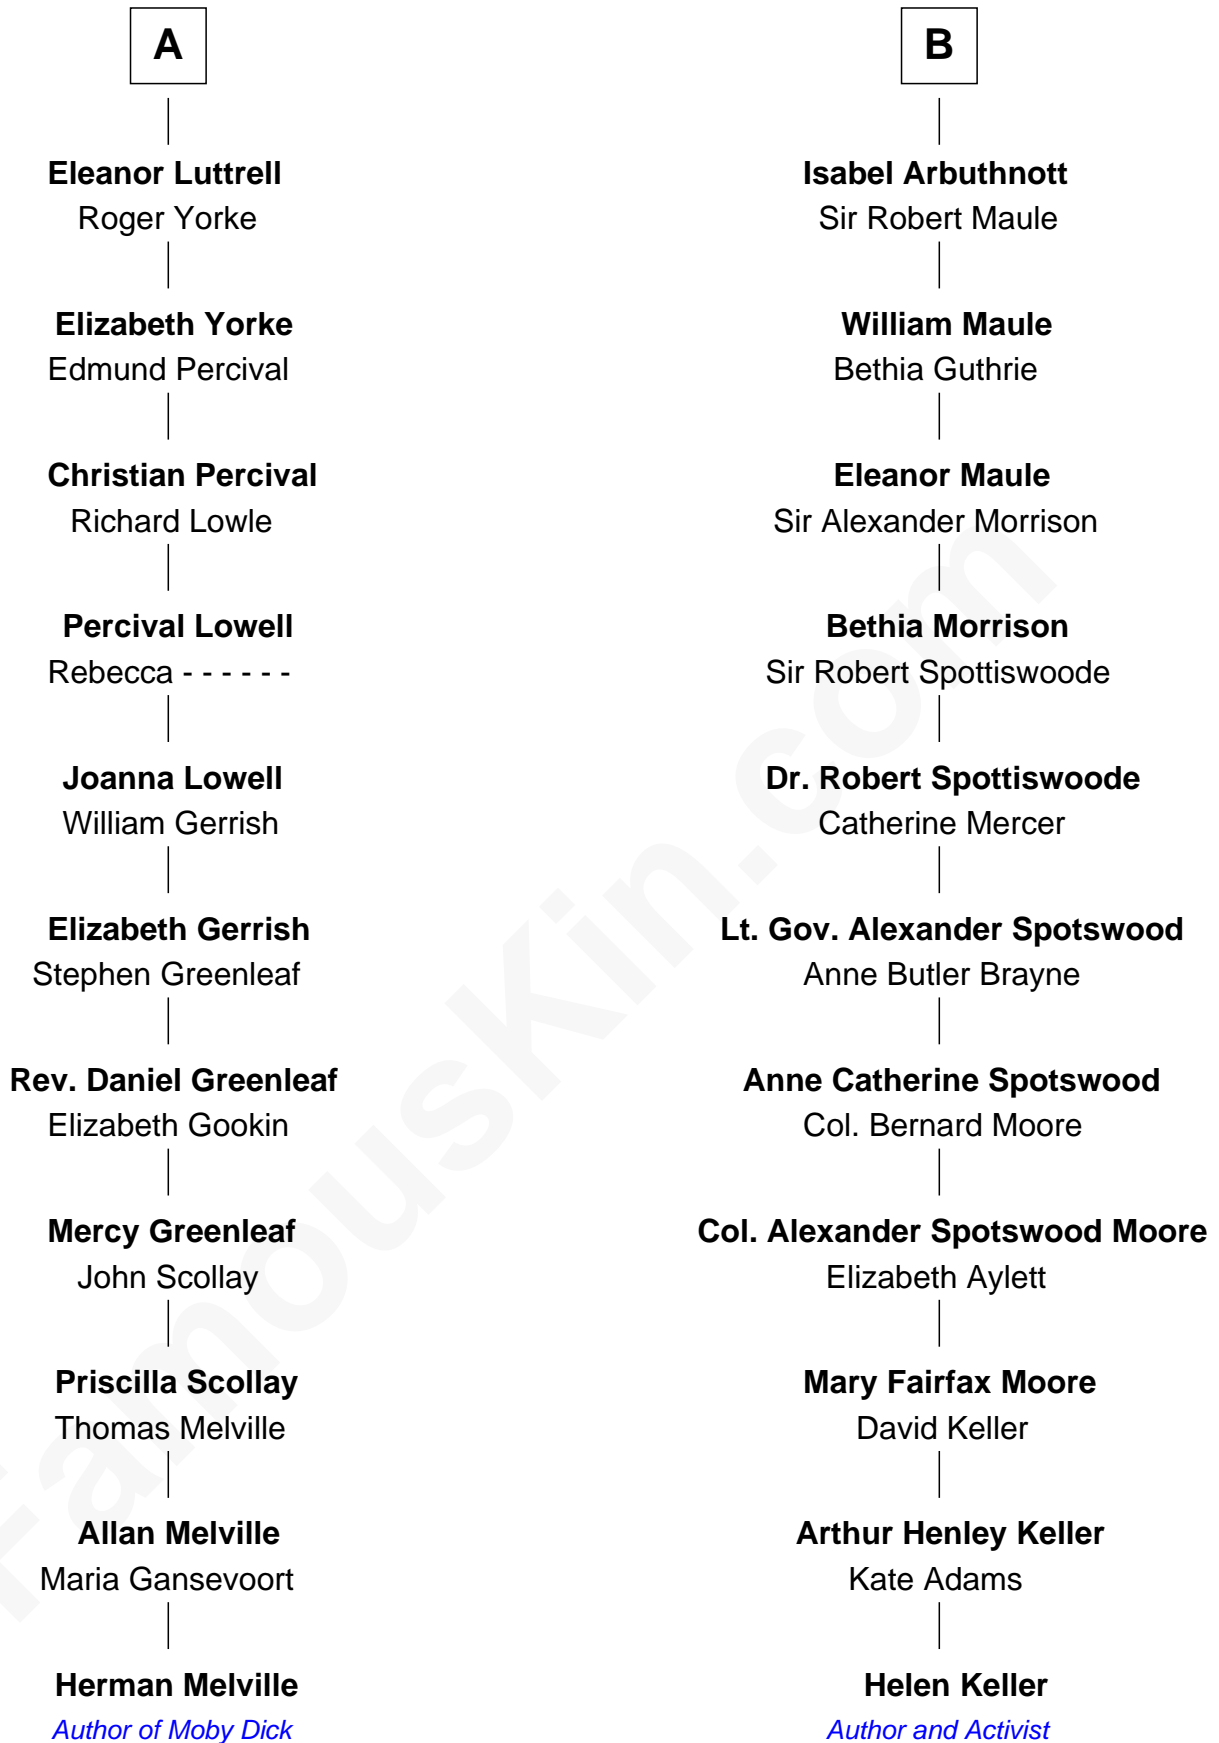 A
Eleanor Luttrell
Roger Yorke
Elizabeth Yorke
Edmund Percival
Christian Percival
Richard Lowle
Percival Lowell
Rebecca - - - - - -
Joanna Lowell
William Gerrish
Elizabeth Gerrish
Stephen Greenleaf
Rev. Daniel Greenleaf
Elizabeth Gookin
Mercy Greenleaf
John Scollay
Priscilla Scollay
Thomas Melville
Allan Melville
Maria Gansevoort
Herman Melville
Author of Moby Dick
B
Isabel Arbuthnott
Sir Robert Maule
William Maule
Bethia Guthrie
Eleanor Maule
Sir Alexander Morrison
Bethia Morrison
Sir Robert Spottiswoode
Dr. Robert Spottiswoode
Catherine Mercer
Lt. Gov. Alexander Spotswood
Anne Butler Brayne
Anne Catherine Spotswood
Col. Bernard Moore
Col. Alexander Spotswood Moore
Elizabeth Aylett
Mary Fairfax Moore
David Keller
Arthur Henley Keller
Kate Adams
Helen Keller
Author and Activist
FamousKin.com